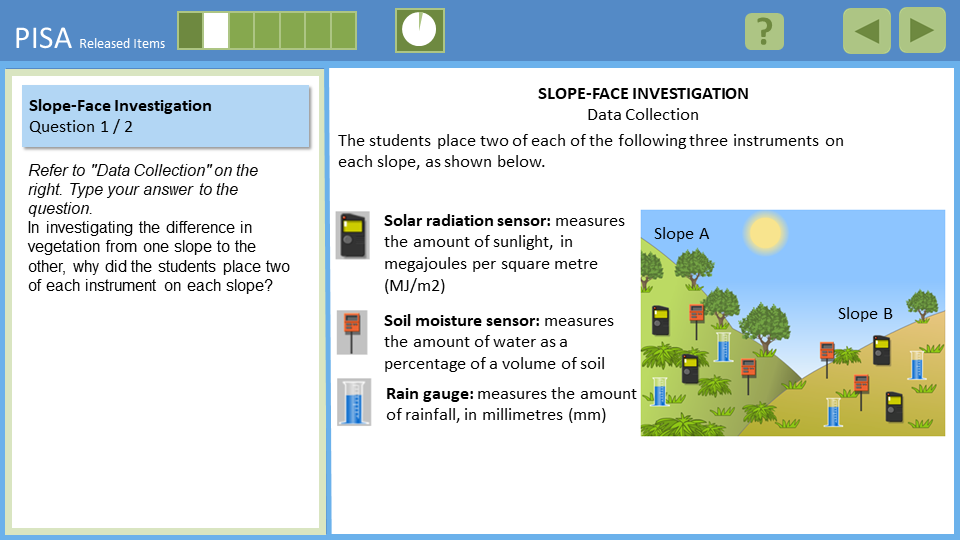 PISA Released Items
?
Slope-Face Investigation
Question 1 / 2
Refer to "Data Collection" on the
right. Type your answer to the
question.
In investigating the difference in
vegetation from one slope to the
other, why did the students place two
of each instrument on each slope?
SLOPE-FACE INVESTIGATION
Data Collection
The students place two of each of the following three instruments on
each slope, as shown below.
Solar radiation sensor: measures
the amount of sunlight, in
megajoules per square metre
(MJ/m2)
Soil moisture sensor: measures
the amount of water as a
percentage of a volume of soil
Rain gauge: measures the amount
of rainfall, in millimetres (mm)
Slope A
Slope B